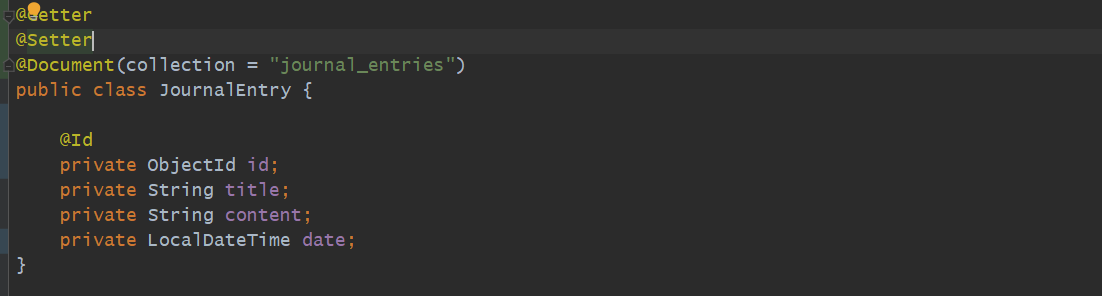 @Getter
@Setter
@Document(collection = "journal_entries")
public class JournalEntry {
@Id
private ObjectId id;
private String title;
private String content;
private LocalDateTime date;
}